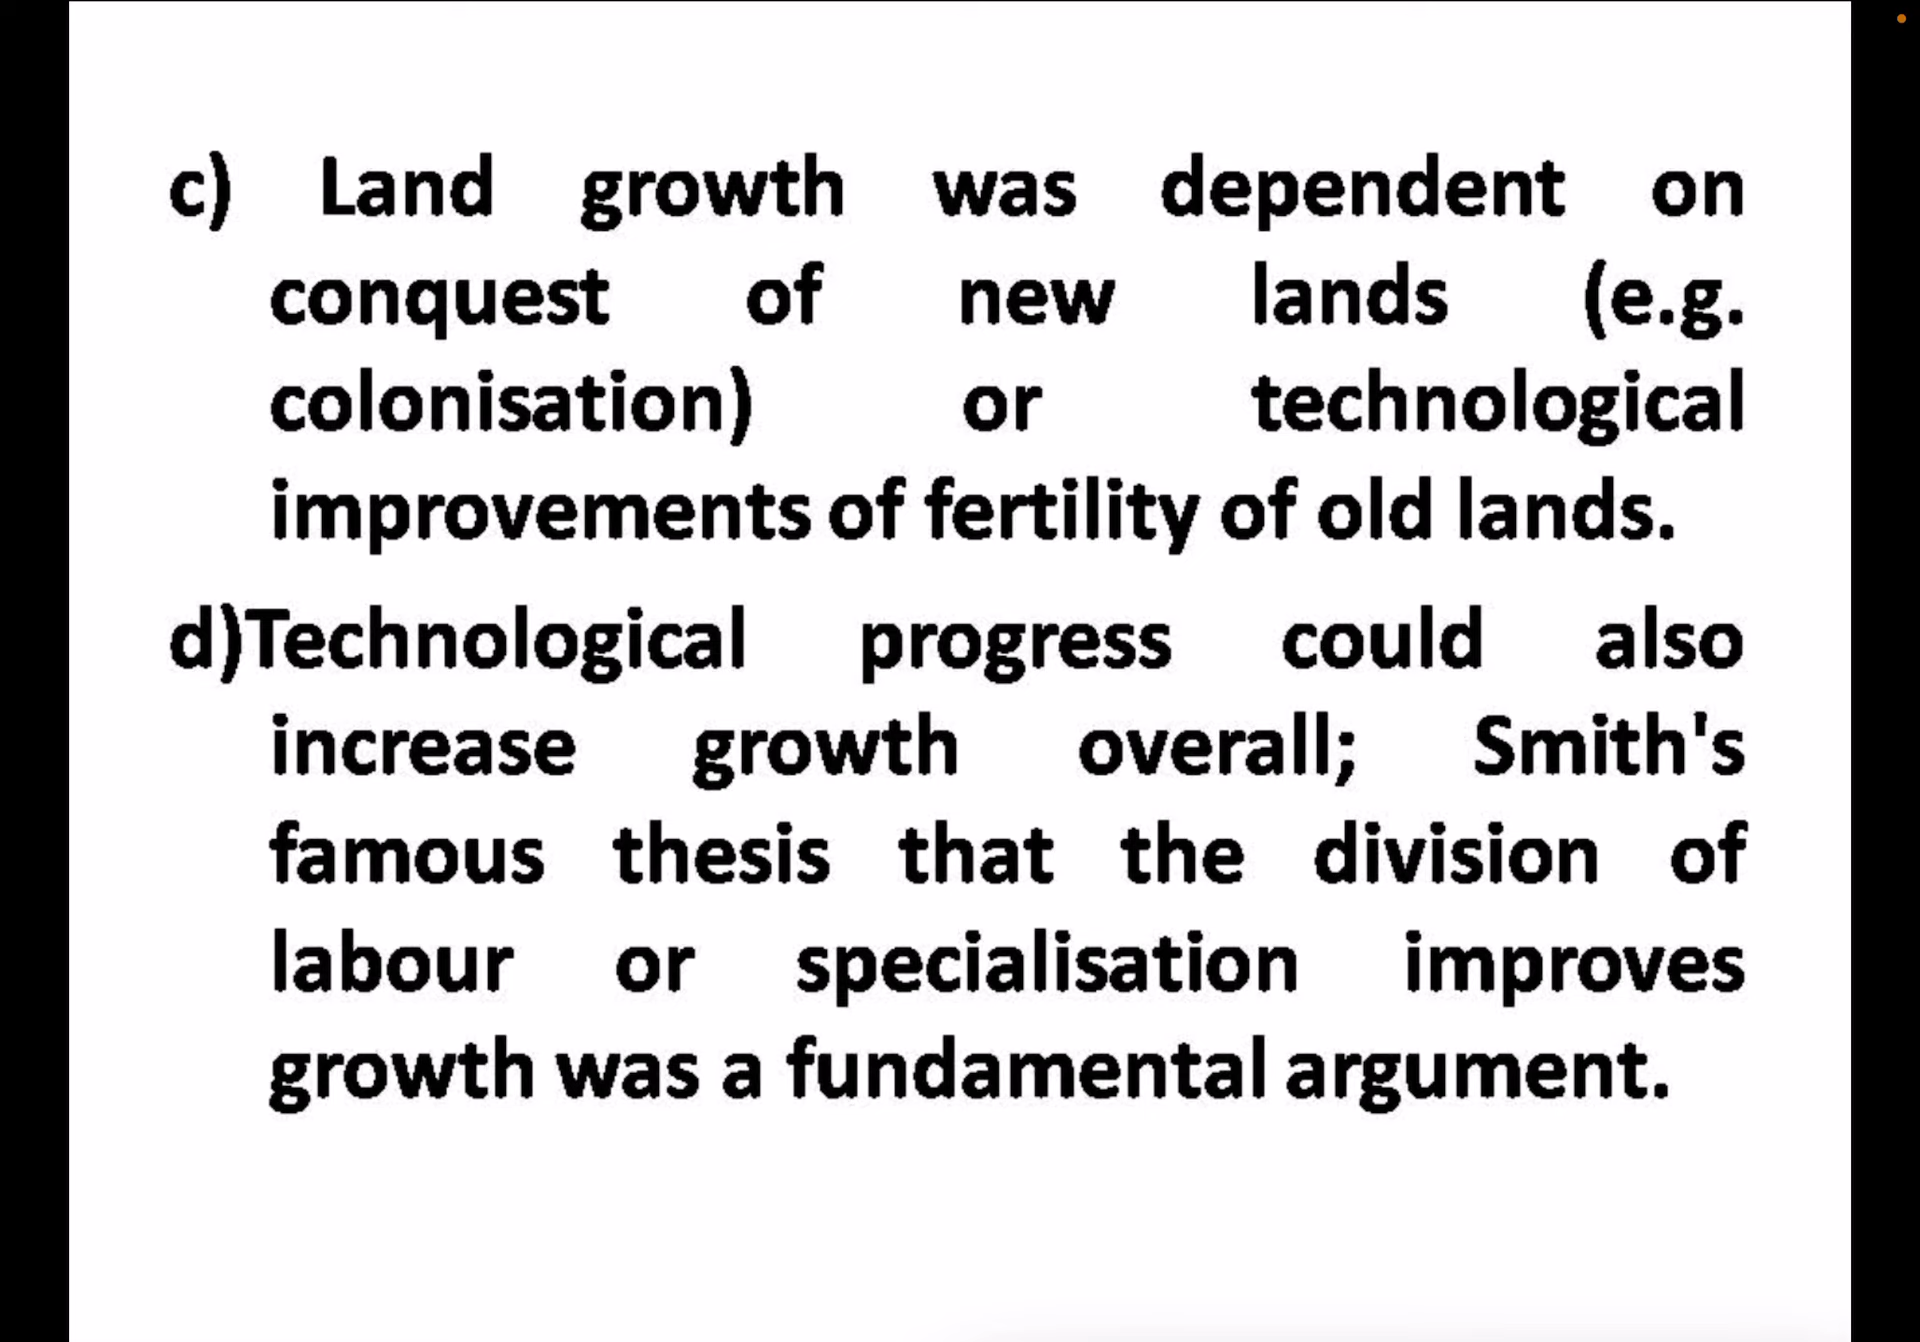 c) Land growth was dependent on
conquest of new lands (e.g.
colonisation) or technological
improvements of fertility of old lands.
d)Technological progress could also
increase growth overall; Smith's
famous thesis that the division of
labour or specialisation improves
growth was a fundamental argument.